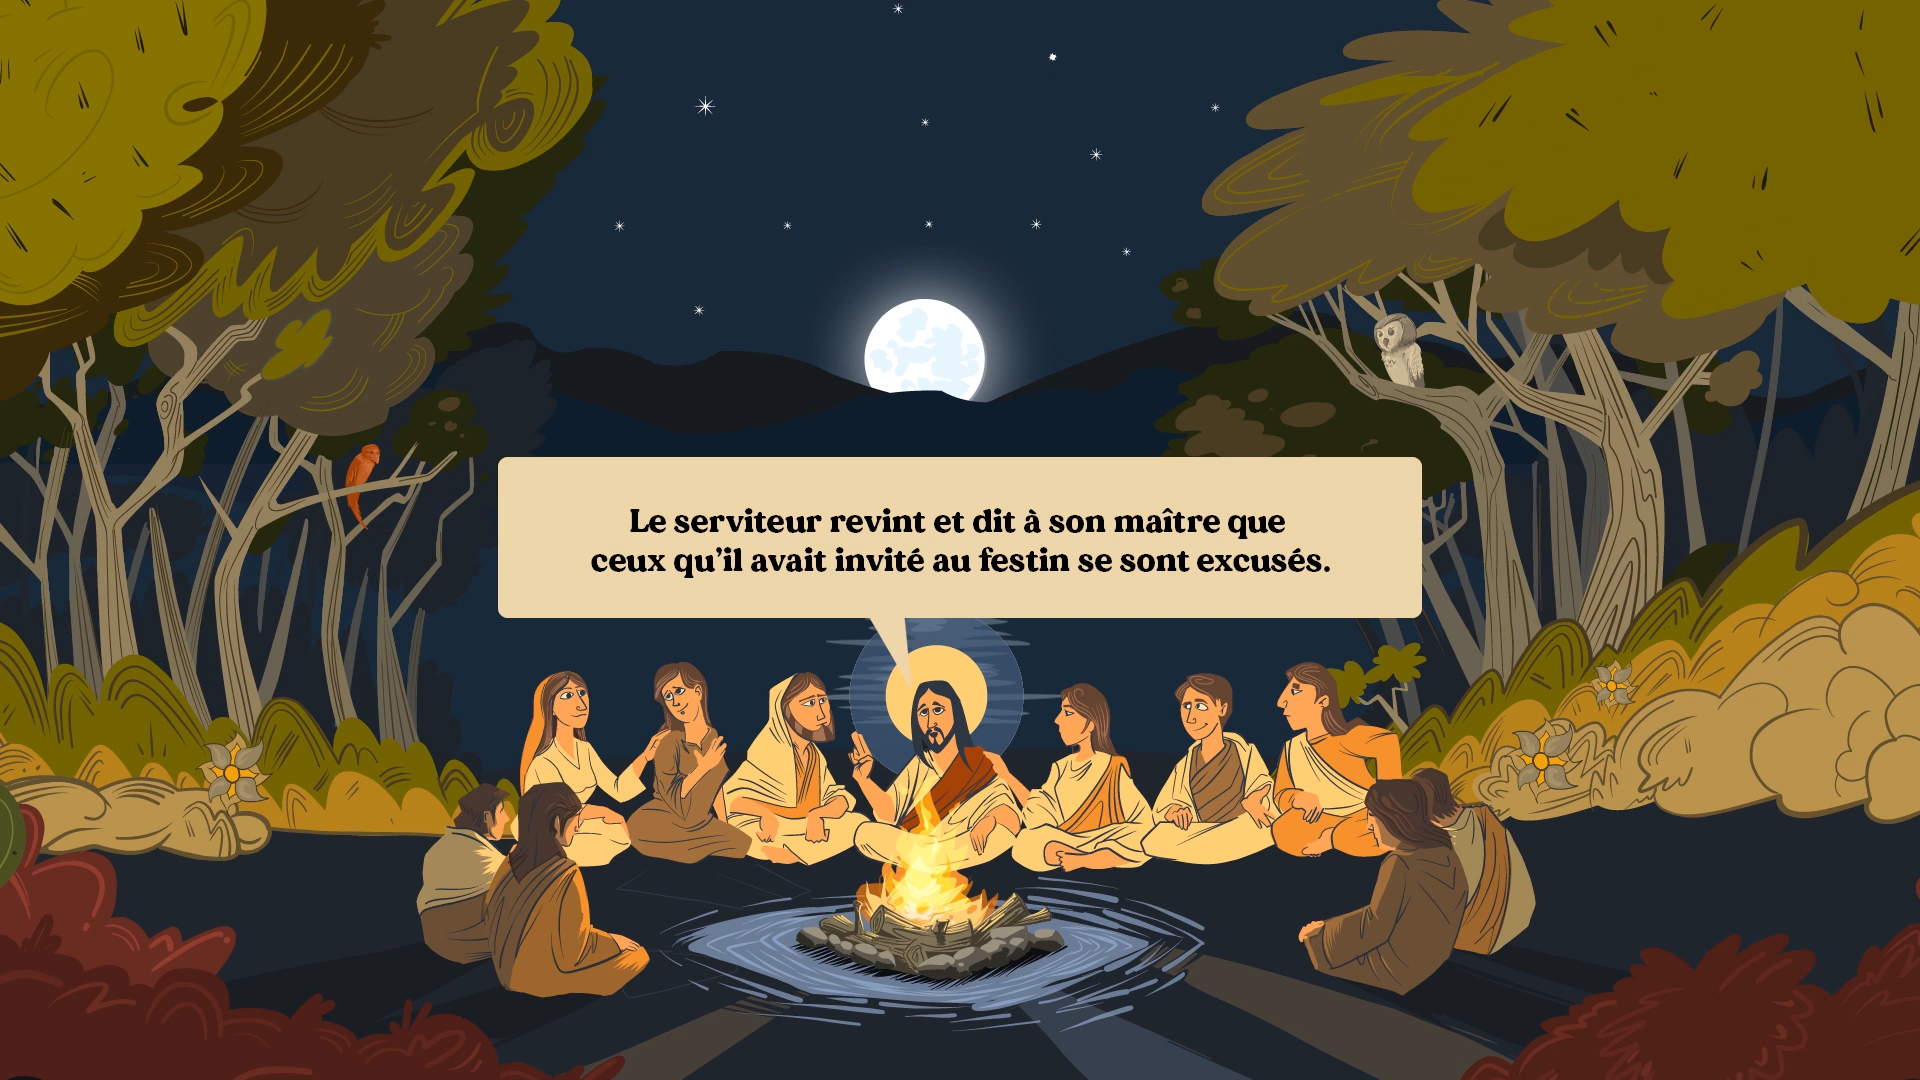 Le serviteur revint et dit à son maître que
ceux qu’il avait invité au festin se sont excusés.